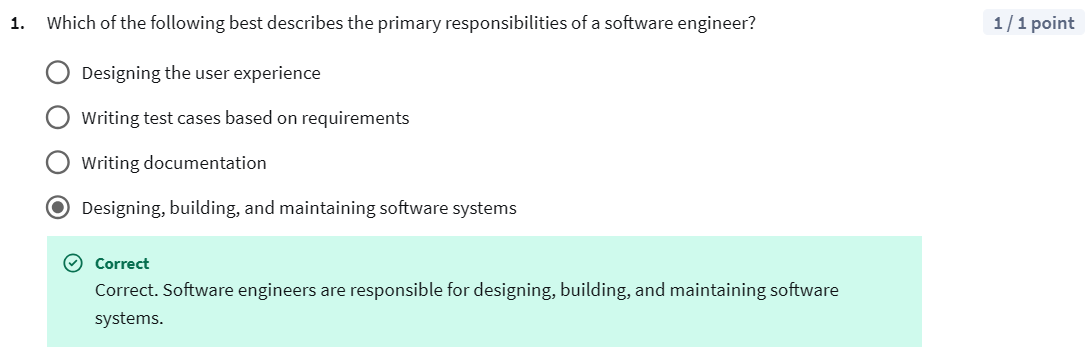 1. Which of the following best describes the primary responsibilities of a software engineer? 1 / 1 point
Designing the user experience
Writing test cases based on requirements
Writing documentation
Designing, building, and maintaining software systems
Correct
Correct. Software engineers are responsible for designing, building, and maintaining software
systems.